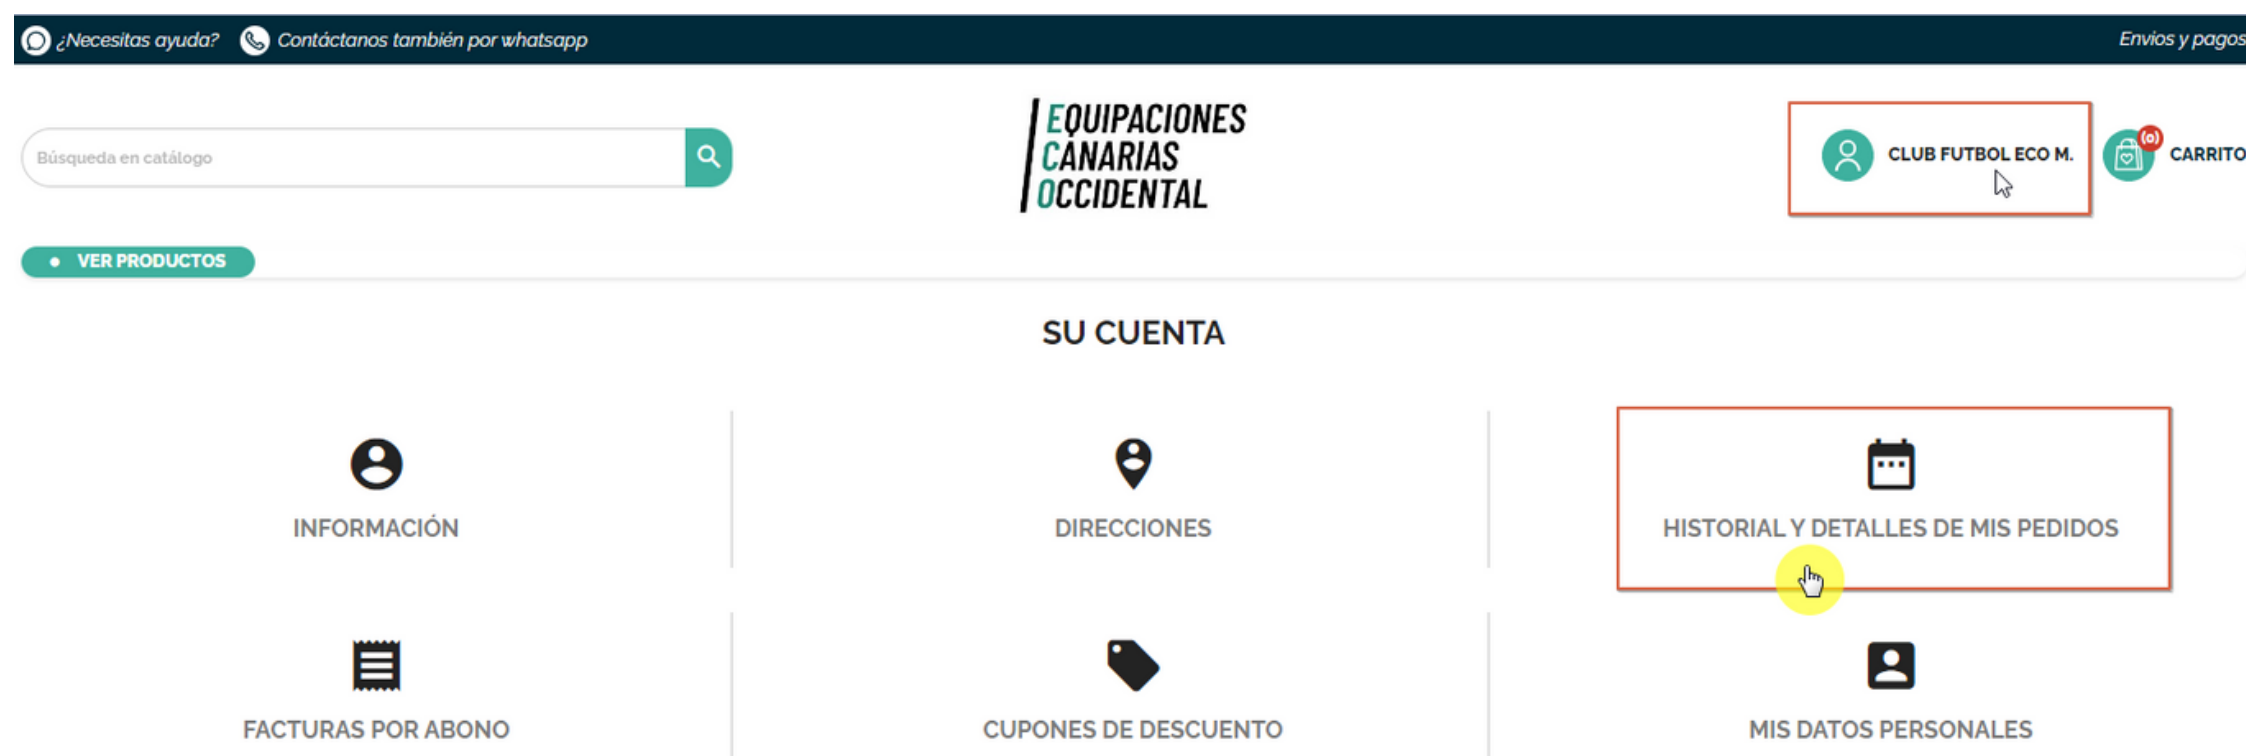 ¿Necesitas ayuda? Contáctanos también por whatsapp Envios y pagos
Búsqueda en catálogo
EQUIPACIONES
CANARIAS
OCCIDENTAL
CLUB FUTBOL ECO M. (0) CARRITO
VER PRODUCTOS
SU CUENTA
INFORMACIÓN DIRECCIONES HISTORIAL Y DETALLES DE MIS PEDIDOS
FACTURAS POR ABONO CUPONES DE DESCUENTO MIS DATOS PERSONALES